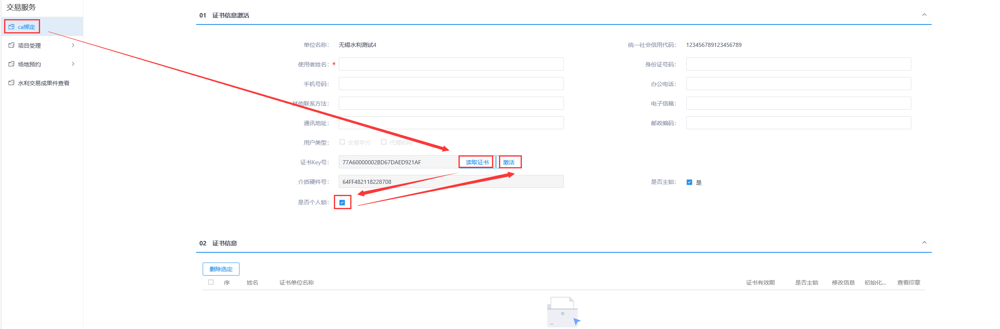 交易服务
ca绑定
项目受理
场地预约
水利交易成果件查看
01 证书信息激活
单位名称： 无锡水利测试4 统一社会信用代码： 123456789123456789
使用者姓名： * 身份证号码：
手机号码： 办公电话：
其他联系方法： 电子信箱：
通讯地址： 邮政编码：
用户类型： 交易甲方 代理机构
证书Key号： 77A60000002BD67DAED921AF 读取证书 激活
介质硬件号： 64FF482118228708 是否主锁： 是
是否个人锁：
02 证书信息
删除选定
序 姓名 证书单位名称 证书有效期 是否主锁 修改信息 初始化... 查看印章